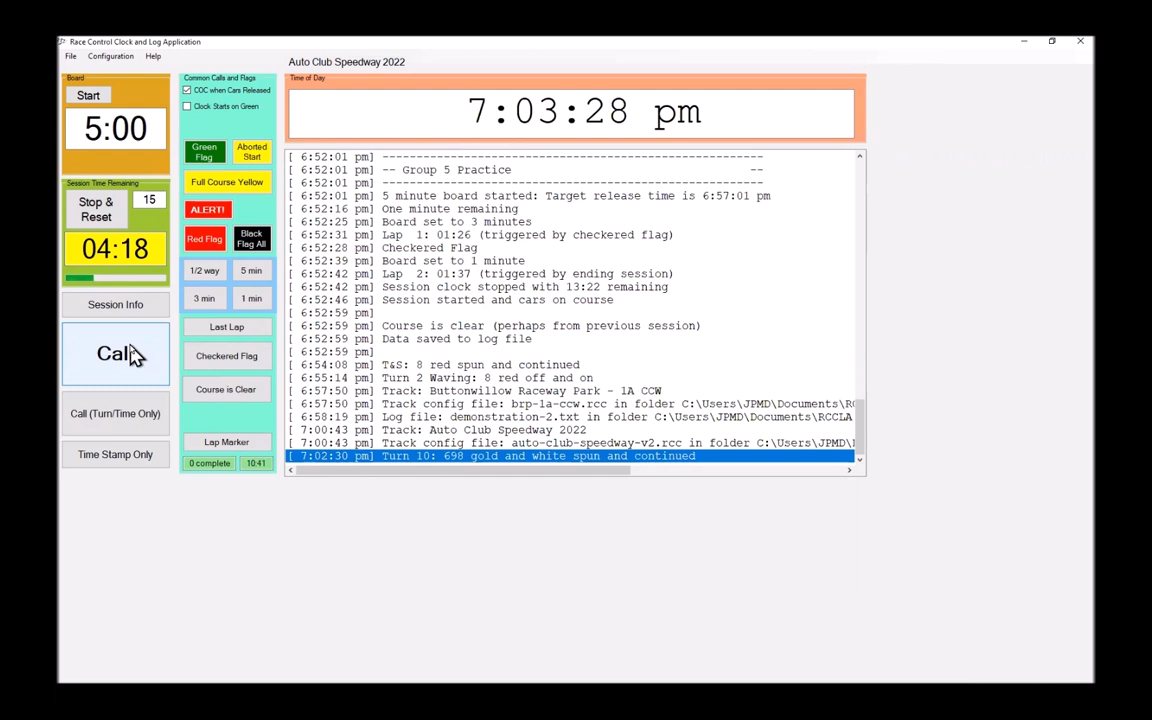 Race Control Clock and Log Application
File Configuration Help
Auto Club Speedway 2022
Board
Start
5:00
Session Time Remaining
Stop & Reset
15
04:18
Session Info
Call (Turn/Time Only)
Time Stamp Only
Common Calls and Flags
COC when Cars Released
Clock Starts on Green
Green Flag
Aborted Start
Full Course Yellow
ALERT!
Red Flag
Black Flag All
1/2 way
5 min
3 min
1 min
Last Lap
Checkered Flag
Course is Clear
Lap Marker
0 complete
10:41
Time of Day
7:03:28 pm
[ 6:52:01 pm] ----------------------------------------------------------
[ 6:52:01 pm] -- Group 5 Practice --
[ 6:52:01 pm] ----------------------------------------------------------
[ 6:52:01 pm] 5 minute board started: Target release time is 6:57:01 pm
[ 6:52:16 pm] One minute remaining
[ 6:52:25 pm] Board set to 3 minutes
[ 6:52:31 pm] Lap 1: 01:26 (triggered by checkered flag)
[ 6:52:28 pm] Checkered Flag
[ 6:52:39 pm] Board set to 1 minute
[ 6:52:42 pm] Lap 2: 01:37 (triggered by ending session)
[ 6:52:42 pm] Session clock stopped with 13:22 remaining
[ 6:52:46 pm] Session started and cars on course
[ 6:52:59 pm]
[ 6:52:59 pm] Course is clear (perhaps from previous session)
[ 6:52:59 pm] Data saved to log file
[ 6:52:59 pm]
[ 6:54:08 pm] T&S: 8 red spun and continued
[ 6:55:14 pm] Turn 2 Waving: 8 red off and on
[ 6:57:50 pm] Track: Buttonwillow Raceway Park - 1A CCW
[ 6:57:50 pm] Track config file: brp-1a-ccw.rcc in folder C:\Users\JPMD\Documents\RC
[ 6:58:19 pm] Log file: demonstration-2.txt in folder C:\Users\JPMD\Documents\RCCLA
[ 7:00:43 pm] Track: Auto Club Speedway 2022
[ 7:00:43 pm] Track config file: auto-club-speedway-v2.rcc in folder C:\Users\JPMD\
[ 7:02:30 pm] Turn 10: 698 gold and white spun and continued